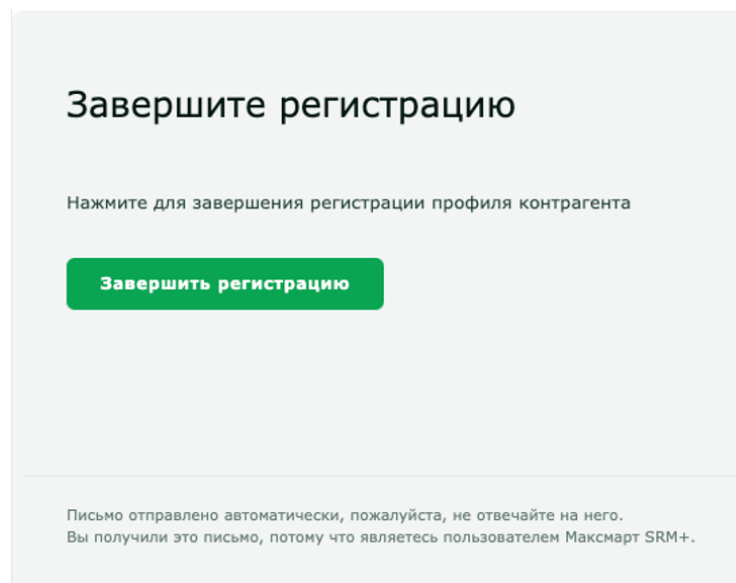 Завершите регистрацию
Нажмите для завершения регистрации профиля контрагента
Завершить регистрацию
Письмо отправлено автоматически, пожалуйста, не отвечайте на него.
Вы получили это письмо, потому что являетесь пользователем Максмарт SRM+.